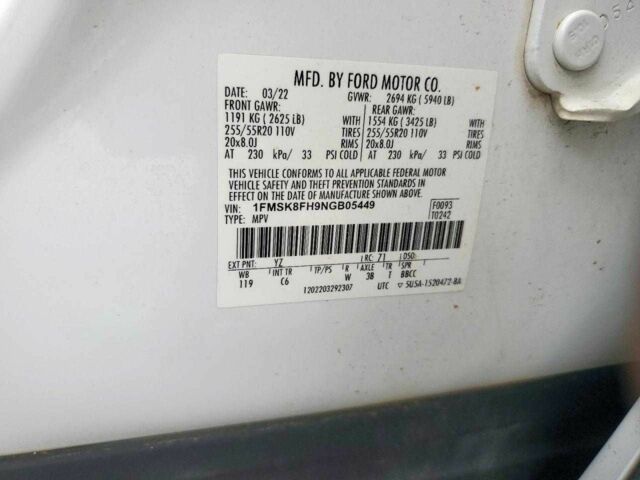 MFD. BY FORD MOTOR CO.
DATE: 03/22 GVWR: 2694 KG ( 5940 LB)
FRONT GAWR: REAR GAWR:
1191 KG ( 2625 LB) WITH 1554 KG ( 3425 LB) WITH
255/55R20 110V TIRES 255/55R20 110V TIRES
20x8.0J RIMS 20x8.0J RIMS
AT 230 kPa/ 33 PSI COLD AT 230 kPa/ 33 PSI COLD
THIS VEHICLE CONFORMS TO ALL APPLICABLE FEDERAL MOTOR
VEHICLE SAFETY AND THEFT PREVENTION STANDARDS IN
EFFECT ON THE DATE OF MANUFACTURE SHOWN ABOVE.
VIN: 1FMSK8FH9NGB05449 F0093
TYPE: MPV T0242
EXT PNT: YZ RC: 71 DSO:
WB INT TR TP/PS R AXLE TR SPR
119 C6 W 3B T BBCC
1202203292307 UTC ▽ 5USA-1520472-BA